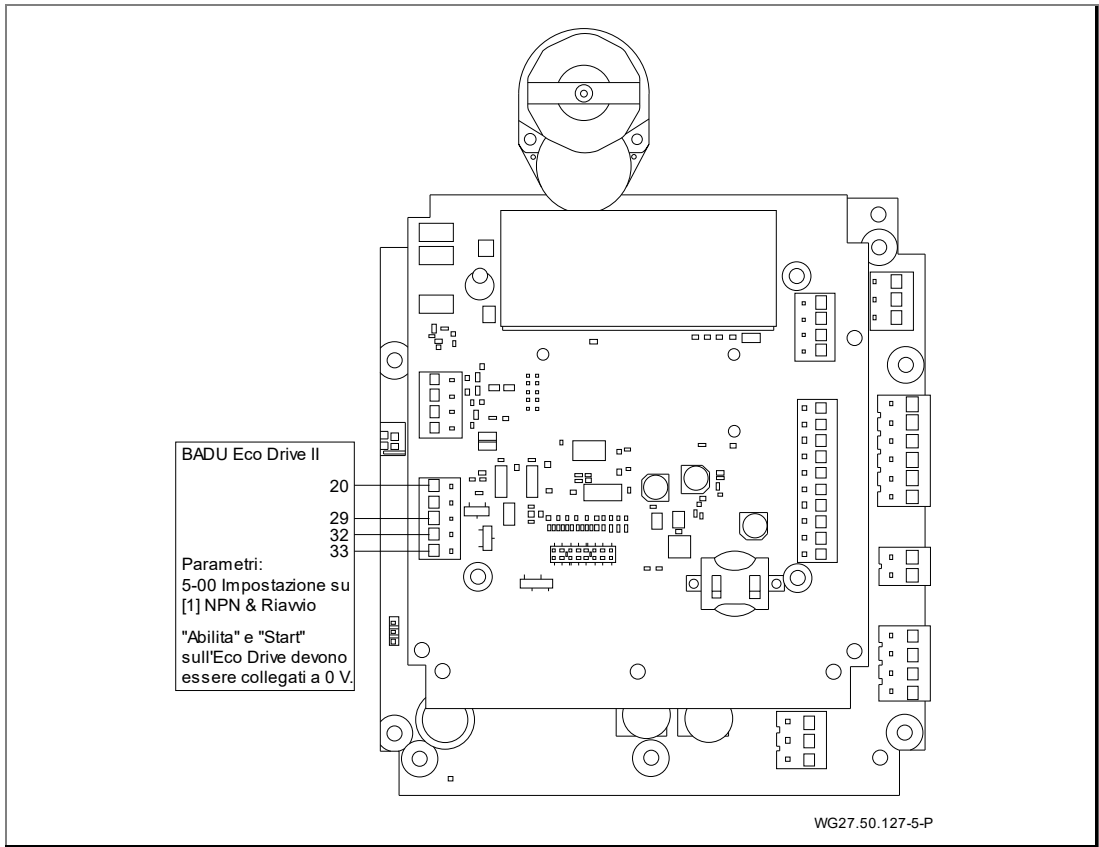 BADU Eco Drive II
20
29
32
33
Parametri:
5-00 Impostazione su
[1] NPN & Riavvio
"Abilita" e "Start"
sull'Eco Drive devono
essere collegati a 0 V.
WG27.50.127-5-P